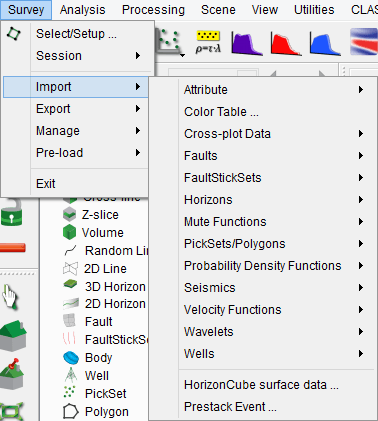 Survey Analysis Processing Scene View Utilities CLAS
Select/Setup ...
Session
ρ=τ·λ
Import
Export
Manage
Pre-load
Exit
Attribute
Color Table ...
Cross-plot Data
Faults
FaultStickSets
Horizons
Mute Functions
PickSets/Polygons
Probability Density Functions
Seismics
Velocity Functions
Wavelets
Wells
HorizonCube surface data ...
Prestack Event ...
Cross-line
Z-slice
Volume
Random Lin
2D Line
3D Horizon
2D Horizon
Fault
FaultStickSe
Body
Well
PickSet
Polygon